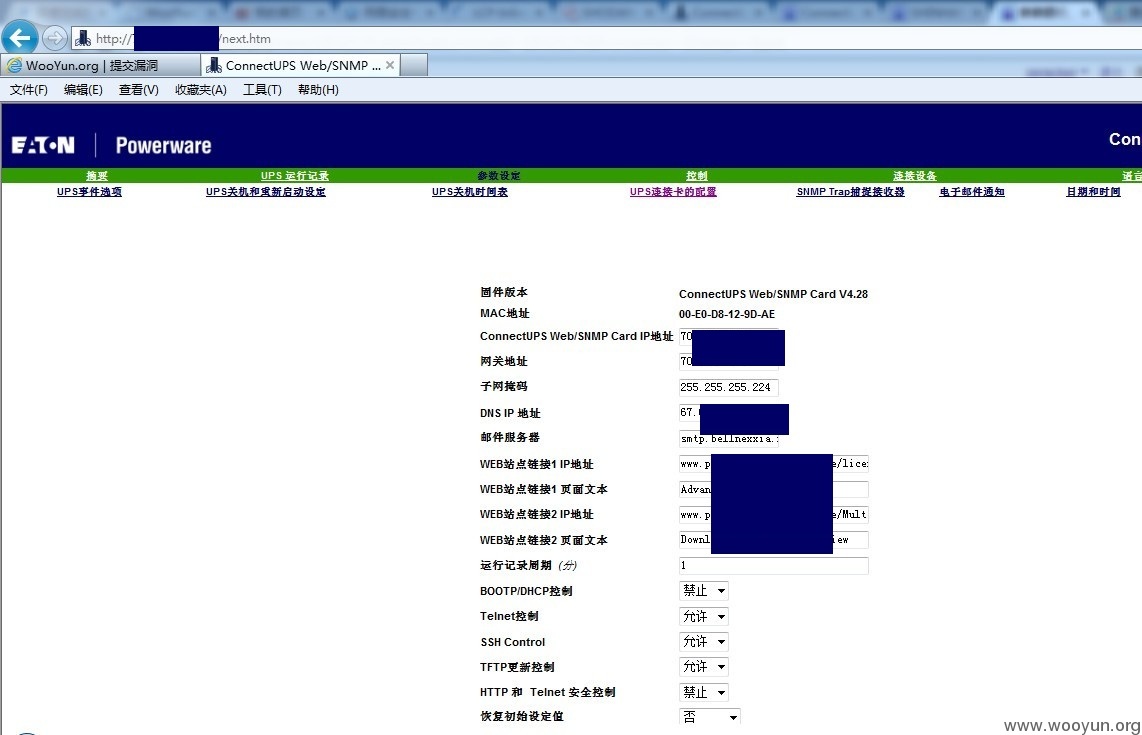 http:// /next.htm
WooYun.org | 提交漏洞 ConnectUPS Web/SNMP ... ×
文件(F) 编辑(E) 查看(V) 收藏夹(A) 工具(T) 帮助(H)
EATON Powerware Con
摘要 UPS 运行记录 参数设定 控制 连接设备 语言
UPS事件选项 UPS关机和重新启动设定 UPS关机时间表 UPS连接卡的配置 SNMP Trap捕捉接收器 电子邮件通知 日期和时间
固件版本 ConnectUPS Web/SNMP Card V4.28
MAC地址 00-E0-D8-12-9D-AE
ConnectUPS Web/SNMP Card IP地址 70
网关地址 70
子网掩码 255.255.255.224
DNS IP 地址 67.
邮件服务器 smtp.bellnexxia.
WEB站点链接1 IP地址 www.p e/lice
WEB站点链接1 页面文本 Advan
WEB站点链接2 IP地址 www.p e/Mult
WEB站点链接2 页面文本 Downl iew
运行记录周期 (分) 1
BOOTP/DHCP控制 禁止
Telnet控制 允许
SSH Control 允许
TFTP更新控制 允许
HTTP 和 Telnet 安全控制 禁止
恢复初始设定值 否
www.wooyun.org